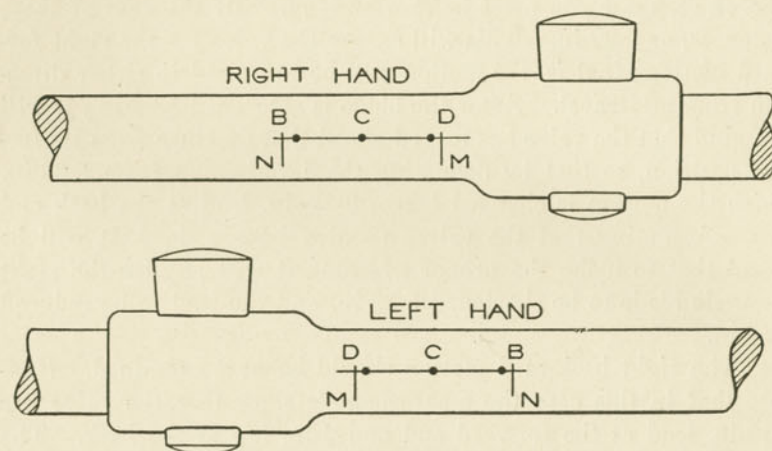 RIGHT HAND
B C D
N M
LEFT HAND
D C B
M N